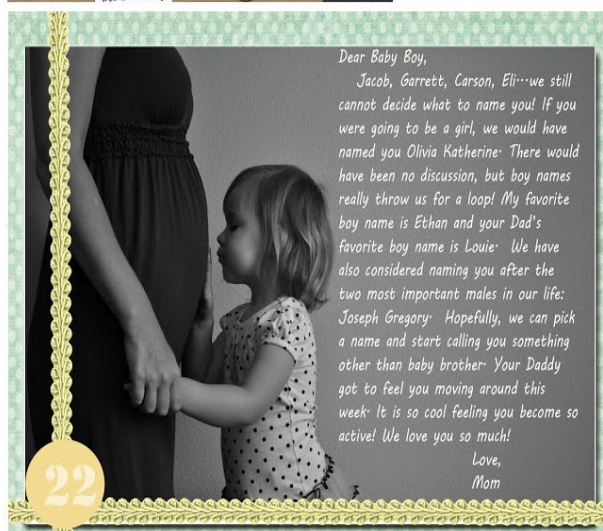 Dear Baby Boy,
Jacob, Garrett, Carson, Eli···we still
cannot decide what to name you! If you
were going to be a girl, we would have
named you Olivia Katherine· There would
have been no discussion, but boy names
really throw us for a loop! My favorite
boy name is Ethan and your Dad's
favorite boy name is Louie· We have
also considered naming you after the
two most important males in our life:
Joseph Gregory· Hopefully, we can pick
a name and start calling you something
other than baby brother· Your Daddy
got to feel you moving around this
week· It is so cool feeling you become so
active! We love you so much!
Love,
Mom
22